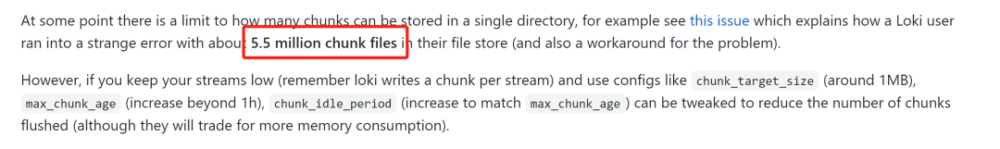 At some point there is a limit to how many chunks can be stored in a single directory, for example see this issue which explains how a Loki user
ran into a strange error with about 5.5 million chunk files in their file store (and also a workaround for the problem).
However, if you keep your streams low (remember loki writes a chunk per stream) and use configs like chunk_target_size (around 1MB),
max_chunk_age (increase beyond 1h), chunk_idle_period (increase to match max_chunk_age ) can be tweaked to reduce the number of chunks
flushed (although they will trade for more memory consumption).